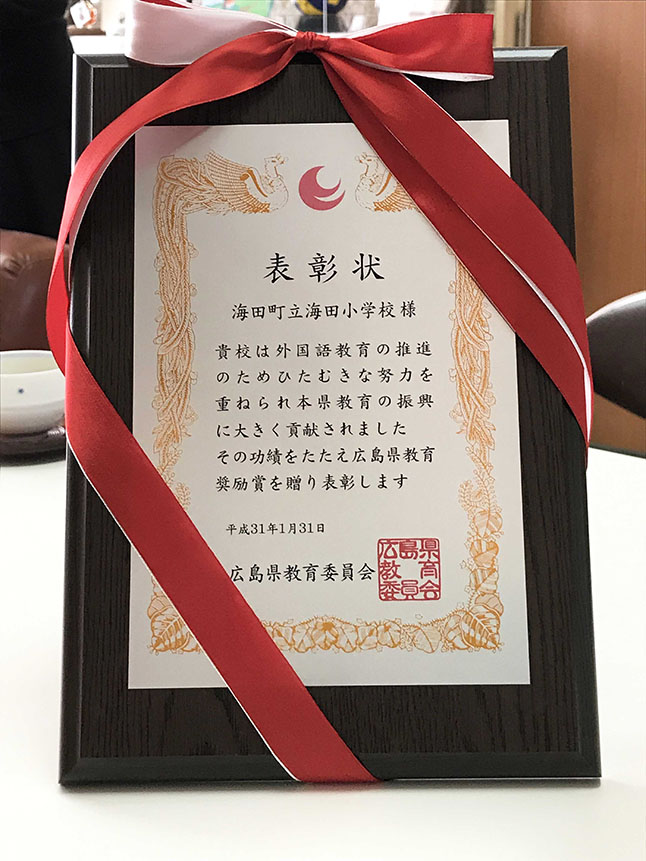 表彰状
海田町立海田小学校様
貴校は外国語教育の推進
のためひたむきな努力を
重ねられ本県教育の振興
に大きく貢献されました
その功績をたたえ広島県教育
奨励賞を贈り表彰します
平成31年1月31日
広島県教育委員会
広島県教育委員会